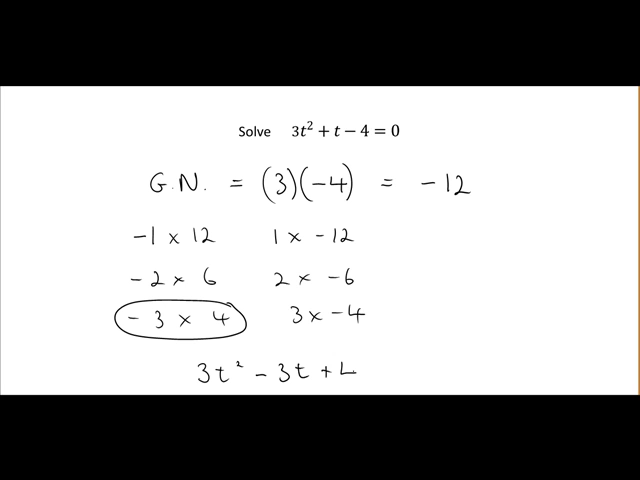 Solve 3t² + t − 4 = 0
G.N. = (3)(−4) = −12
−1 × 12 1 × −12
−2 × 6 2 × −6
−3 × 4 3 × −4
3t² − 3t +